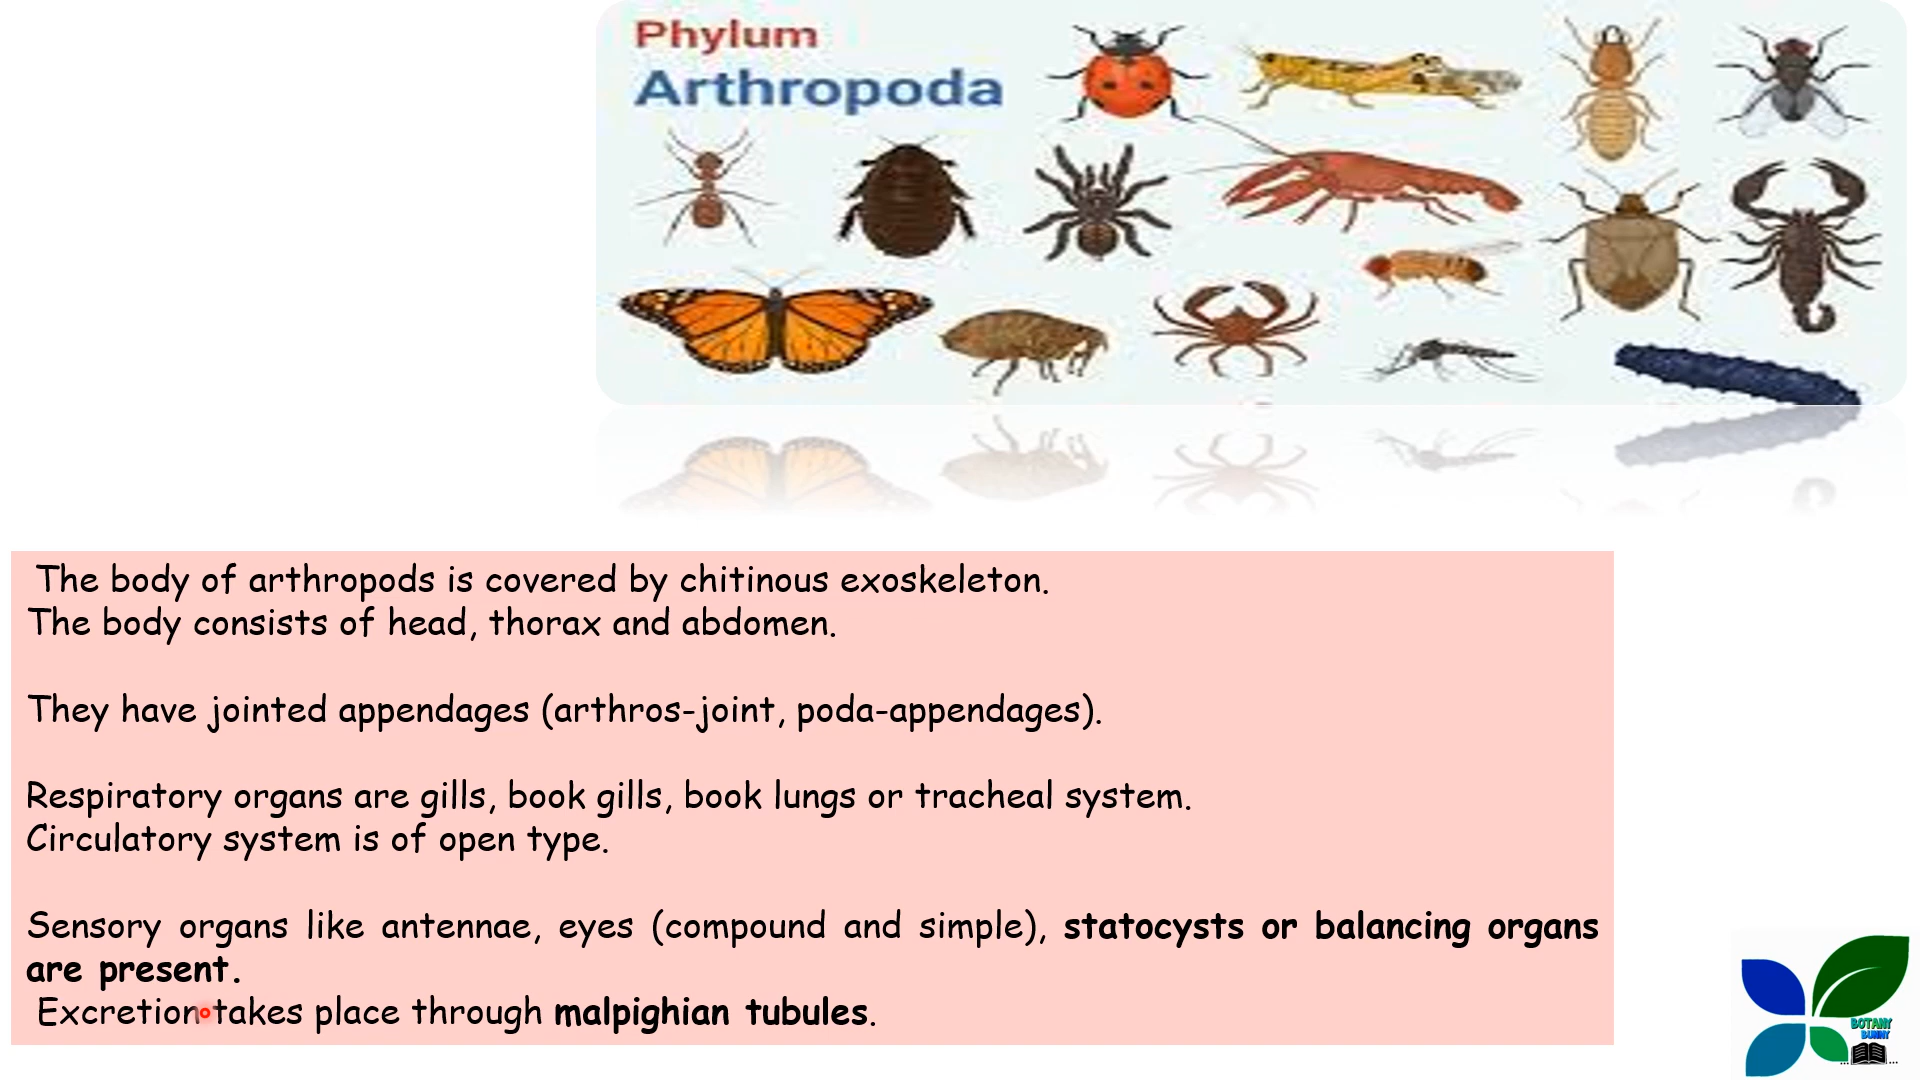 Phylum
Arthropoda
The body of arthropods is covered by chitinous exoskeleton.
The body consists of head, thorax and abdomen.
They have jointed appendages (arthros-joint, poda-appendages).
Respiratory organs are gills, book gills, book lungs or tracheal system.
Circulatory system is of open type.
Sensory organs like antennae, eyes (compound and simple), statocysts or balancing organs
are present.
Excretion takes place through malpighian tubules.
BOTANY
BUNNY